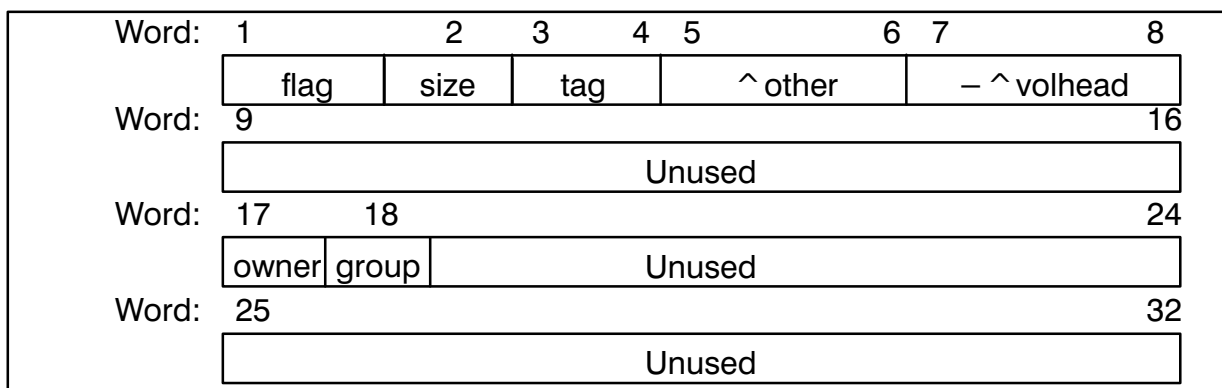 Word: 1 2 3 4 5 6 7 8
flag size tag ^ other – ^ volhead
Word: 9 16
Unused
Word: 17 18 24
owner group Unused
Word: 25 32
Unused